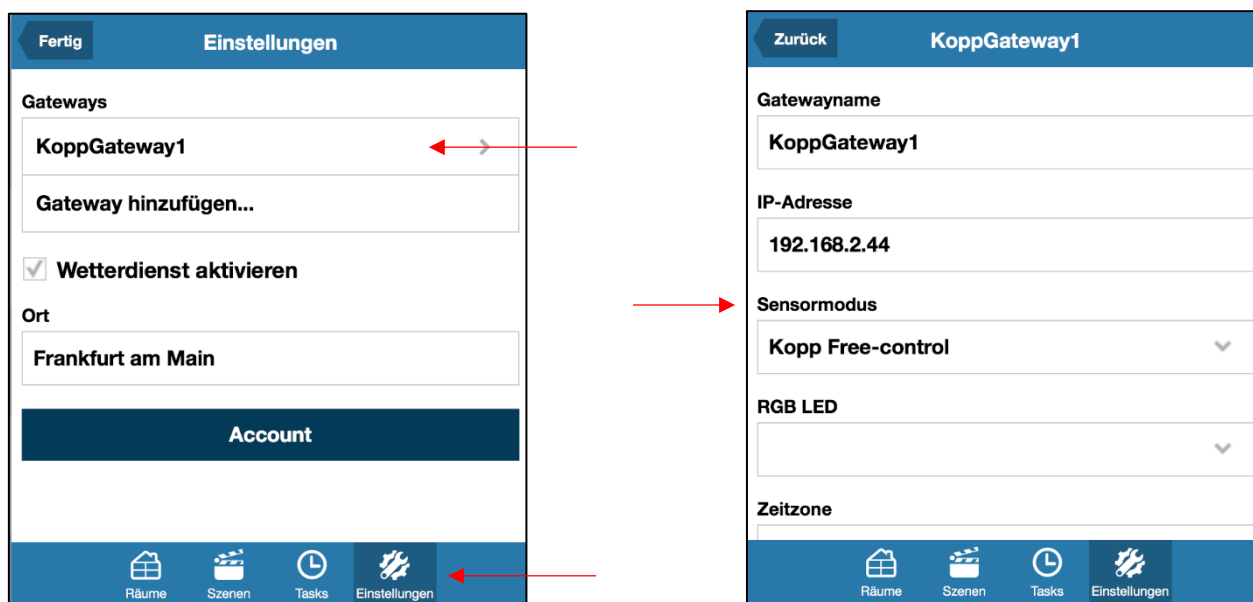 Fertig
Einstellungen
Gateways
KoppGateway1
Gateway hinzufügen...
Wetterdienst aktivieren
Ort
Frankfurt am Main
Account
Räume
Szenen
Tasks
Einstellungen
Zurück
KoppGateway1
Gatewayname
KoppGateway1
IP-Adresse
192.168.2.44
Sensormodus
Kopp Free-control
RGB LED
Zeitzone
Räume
Szenen
Tasks
Einstellungen